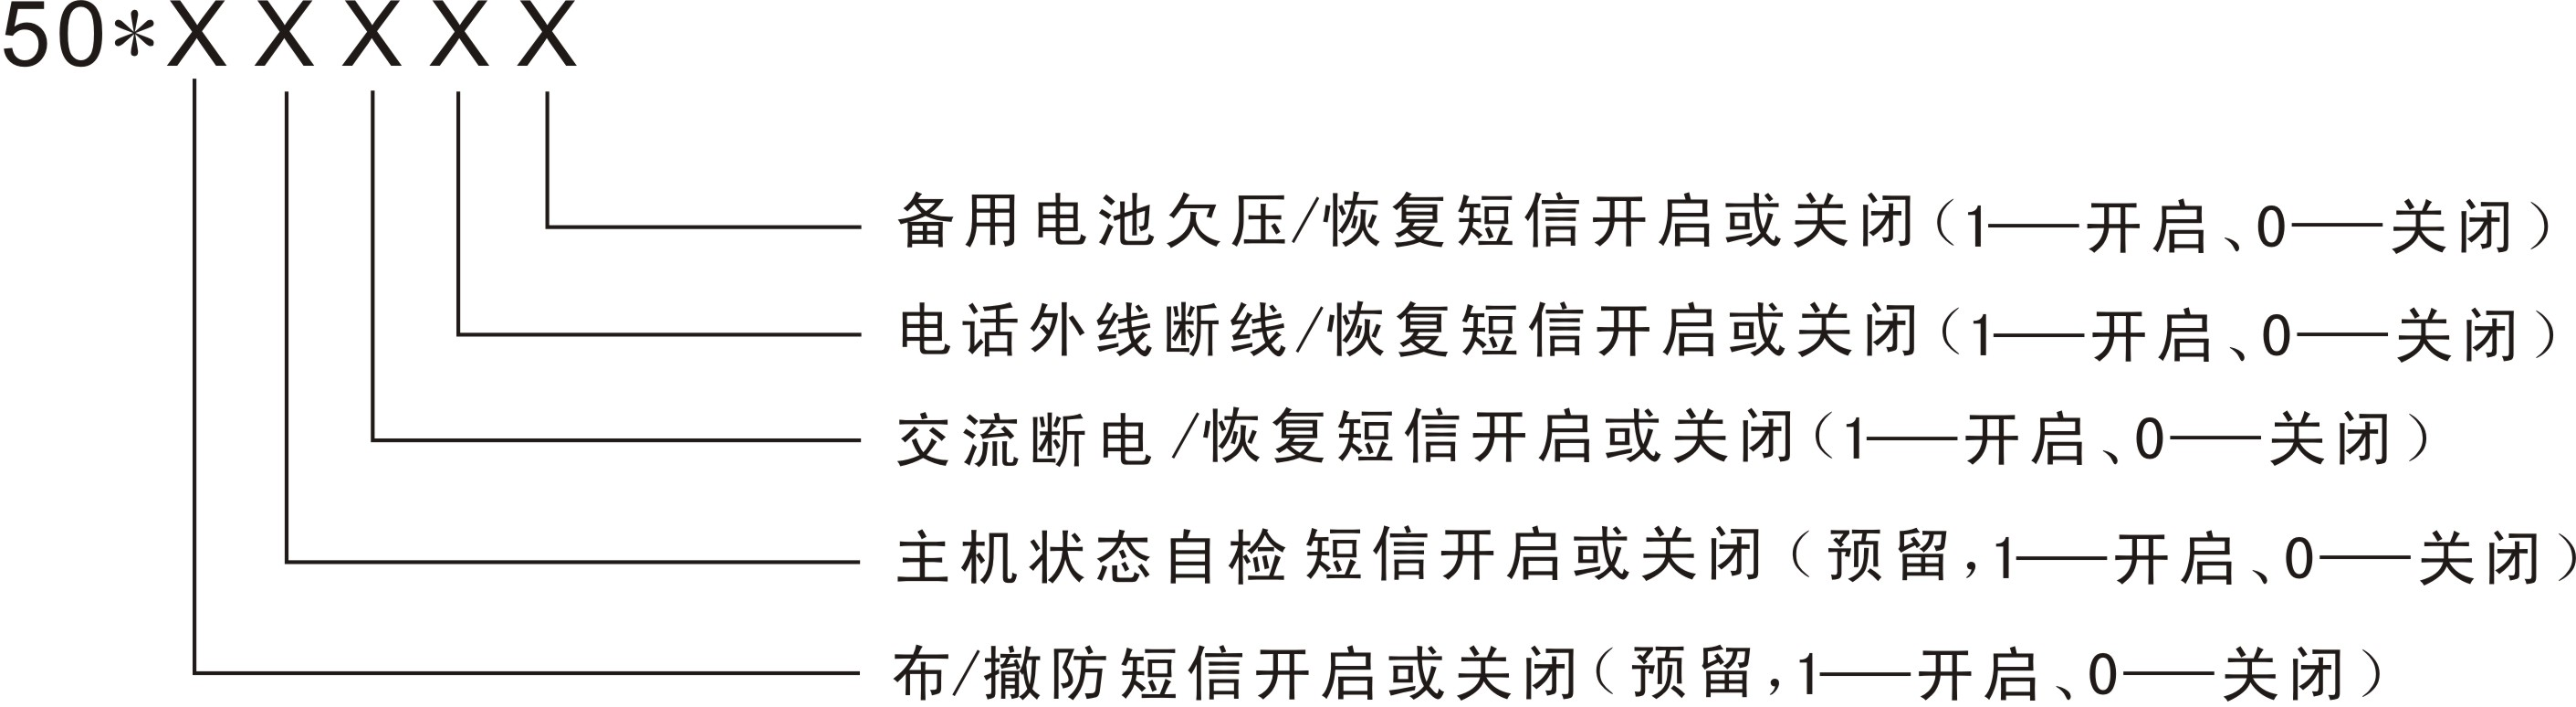 50*XXXXX
备用电池欠压/恢复短信开启或关闭（1——开启、0——关闭）
电话外线断线/恢复短信开启或关闭（1——开启、0——关闭）
交流断电/恢复短信开启或关闭（1——开启、0——关闭）
主机状态自检短信开启或关闭（预留,1——开启、0——关闭）
布/撤防短信开启或关闭（预留,1——开启、0——关闭）